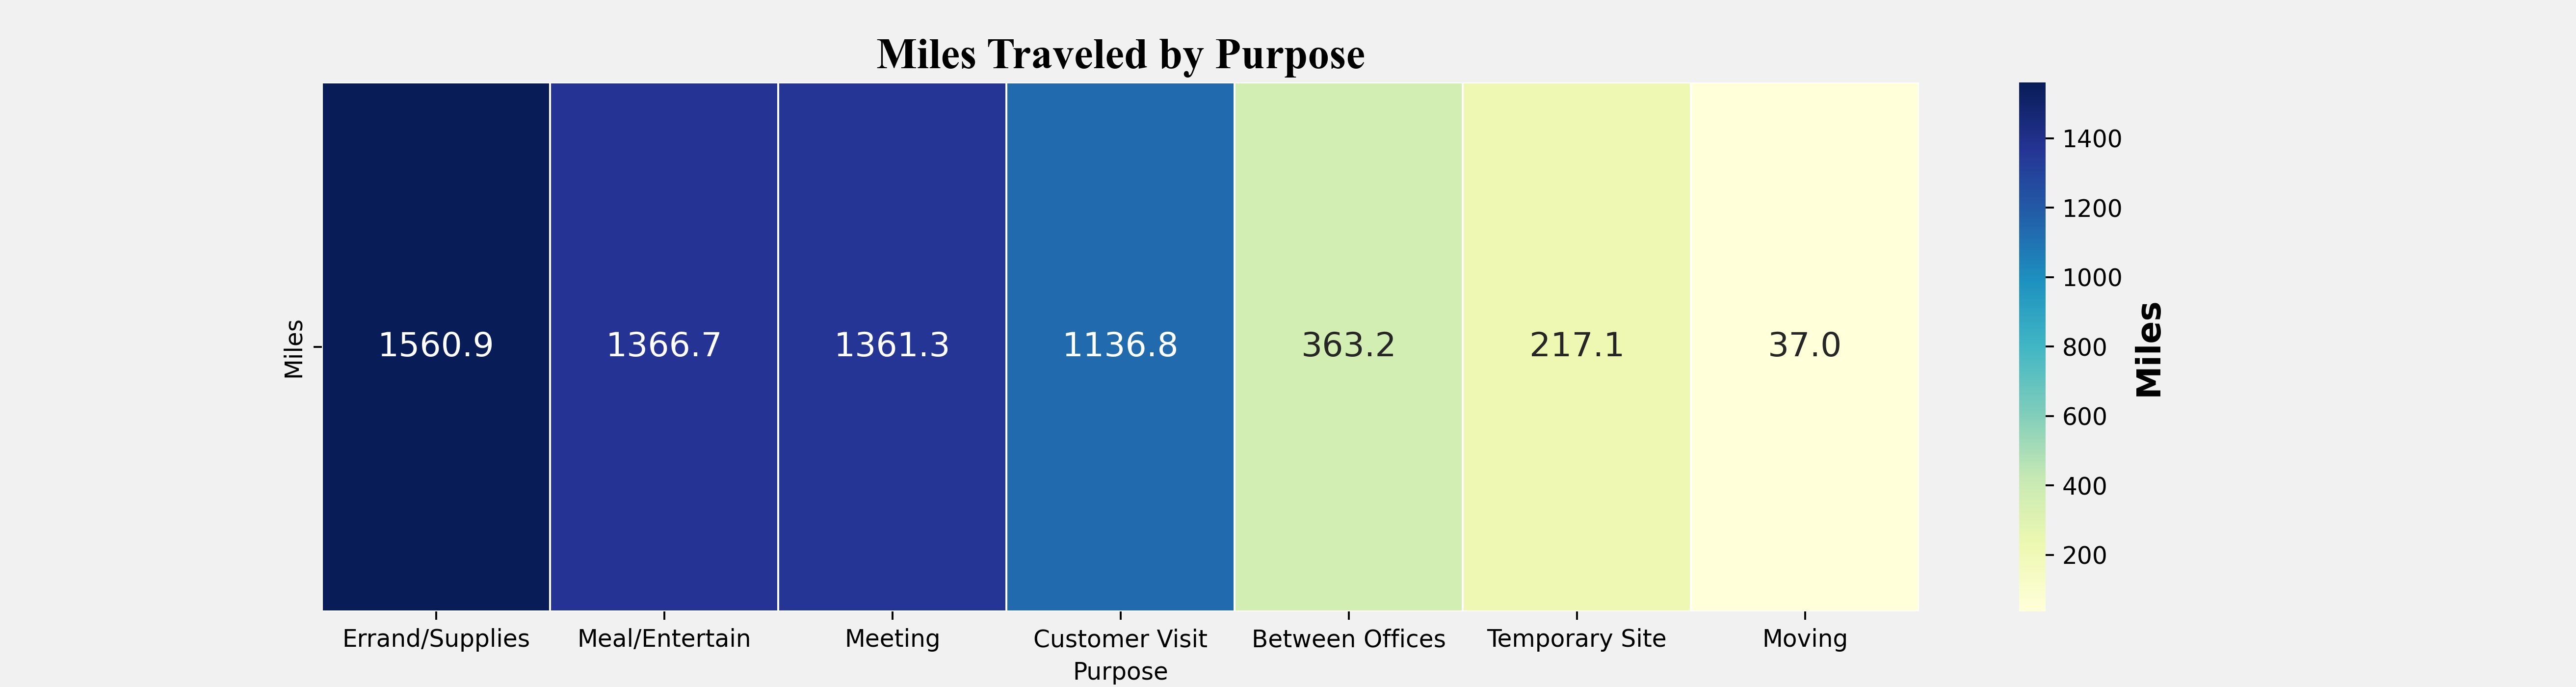 Miles Traveled by Purpose
Miles
1560.9 1366.7 1361.3 1136.8 363.2 217.1 37.0
Errand/Supplies Meal/Entertain Meeting Customer Visit Between Offices Temporary Site Moving
Purpose
1400
1200
1000
800
600
400
200
Miles